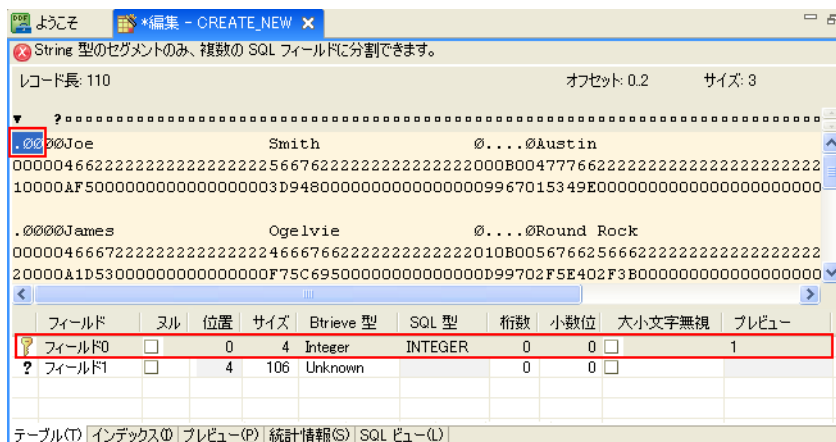 ようこそ
*編集 - CREATE_NEW
String 型のセグメントのみ、複数の SQL フィールドに分割できます。
レコード長: 110 オフセット: 0..2 サイズ: 3
.ØØØØJoe Smith Ø....ØAustin
.ØØØØJames Ogelvie Ø....ØRound Rock
フィールド ヌル 位置 サイズ Btrieve 型 SQL 型 桁数 小数位 大小文字無視 プレビュー
フィールド0 0 4 Integer INTEGER 0 0 1
? フィールド1 4 106 Unknown 0 0
テーブル(T) インデックス(I) プレビュー(P) 統計情報(S) SQL ビュー(L)